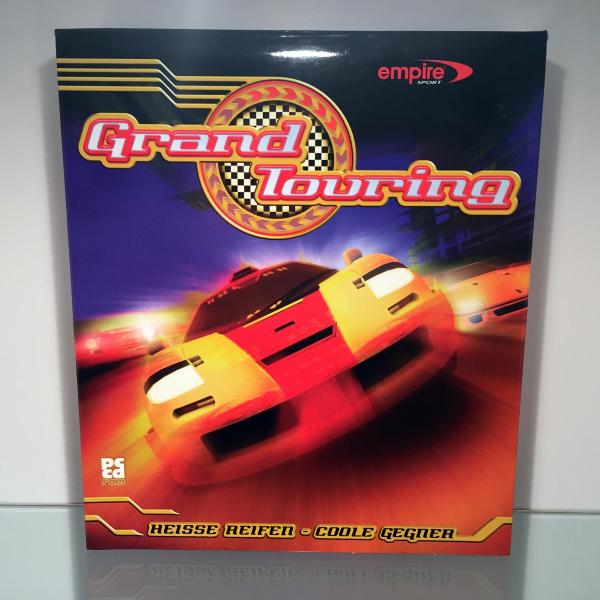 empire
SPORT
Grand
Touring
PC
CD
ROM
HEISSE REIFEN - COOLE GEGNER